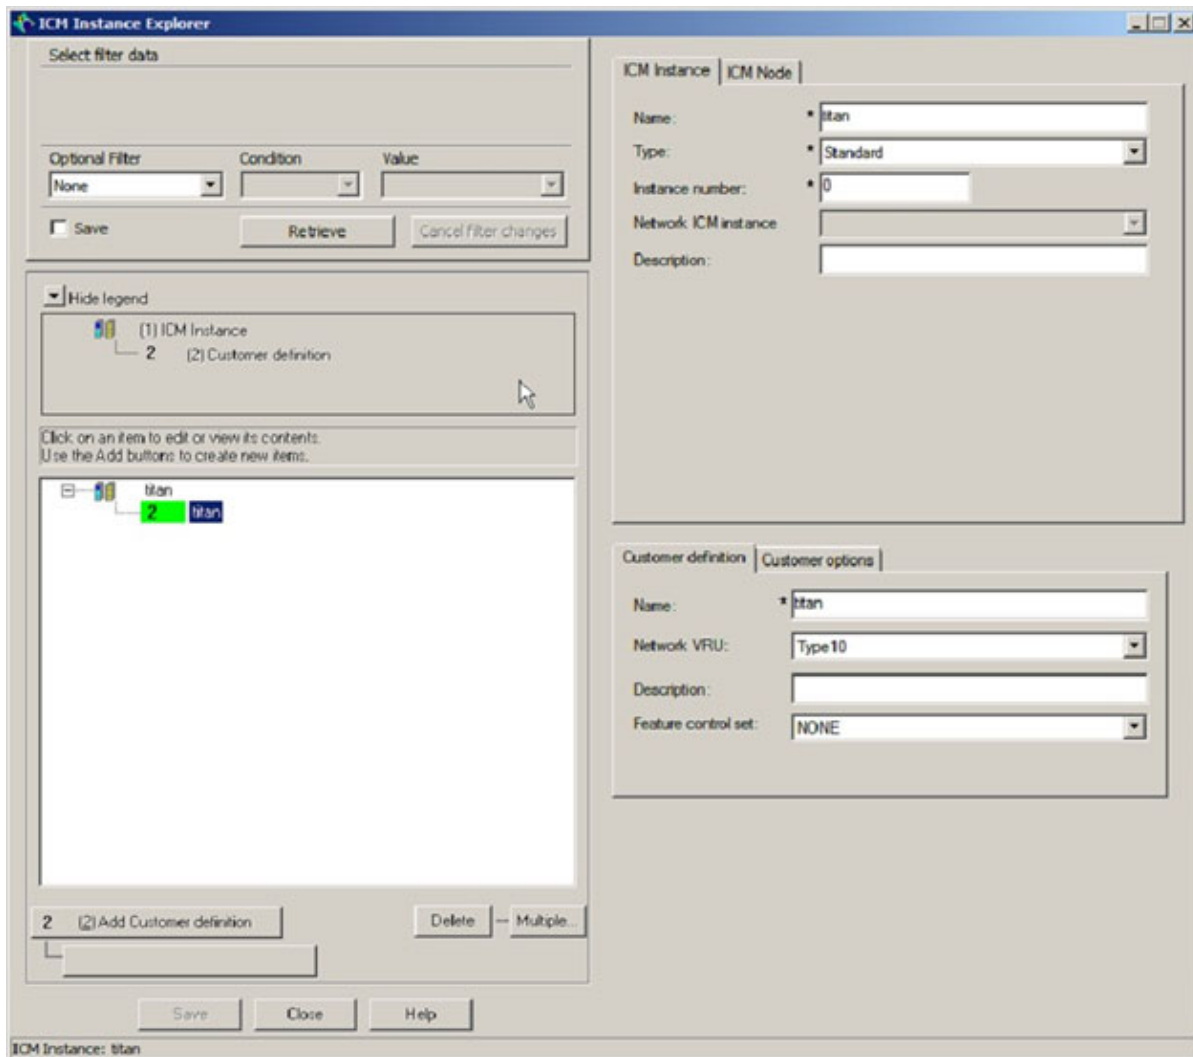 ICM Instance Explorer
Select filter data
Optional Filter Condition Value
None
Save Retrieve Cancel filter changes
Hide legend
(1) ICM Instance
2 (2) Customer definition
Click on an item to edit or view its contents.
Use the Add buttons to create new items.
titan
2 titan
2 (2) Add Customer definition Delete Multiple...
Save Close Help
ICM Instance: titan
ICM Instance ICM Node
Name: * titan
Type: * Standard
Instance number: * 0
Network ICM instance
Description:
Customer definition Customer options
Name: * titan
Network VRU: Type10
Description:
Feature control set: NONE